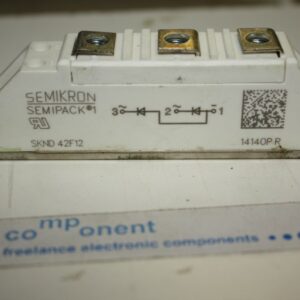 SEMIKRON
SEMIPACK®1
3 ~ 2 ~ - 1
SKND 42F12
14140P R
component
freelance electronic components